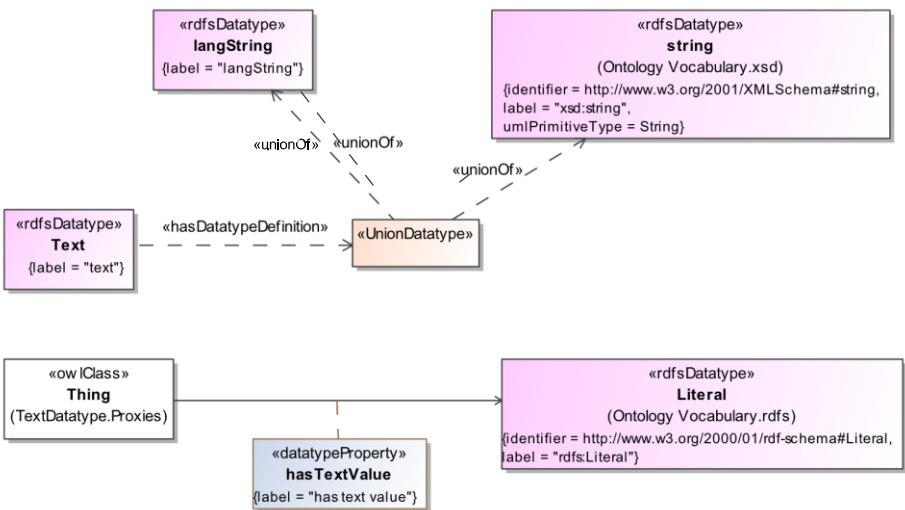 «rdfsDatatype»
langString
{label = "langString"}
«rdfsDatatype»
string
(Ontology Vocabulary.xsd)
{identifier = http://www.w3.org/2001/XMLSchema#string,
label = "xsd:string",
umlPrimitiveType = String}
«unionOf» «unionOf»
«unionOf»
«rdfsDatatype»
Text
{label = "text"}
«hasDatatypeDefinition»
«UnionDatatype»
«owlClass»
Thing
(TextDatatype.Proxies)
«rdfsDatatype»
Literal
(Ontology Vocabulary.rdfs)
{identifier = http://www.w3.org/2000/01/rdf-schema#Literal,
label = "rdfs:Literal"}
«datatypeProperty»
hasTextValue
{label = "has text value"}